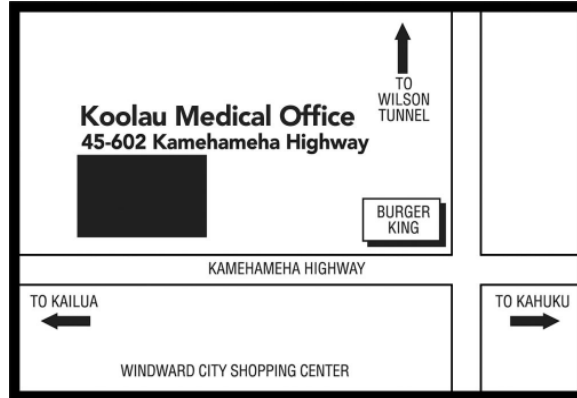 TO
WILSON
TUNNEL
Koolau Medical Office
45-602 Kamehameha Highway
BURGER
KING
KAMEHAMEHA HIGHWAY
TO KAILUA
TO KAHUKU
WINDWARD CITY SHOPPING CENTER